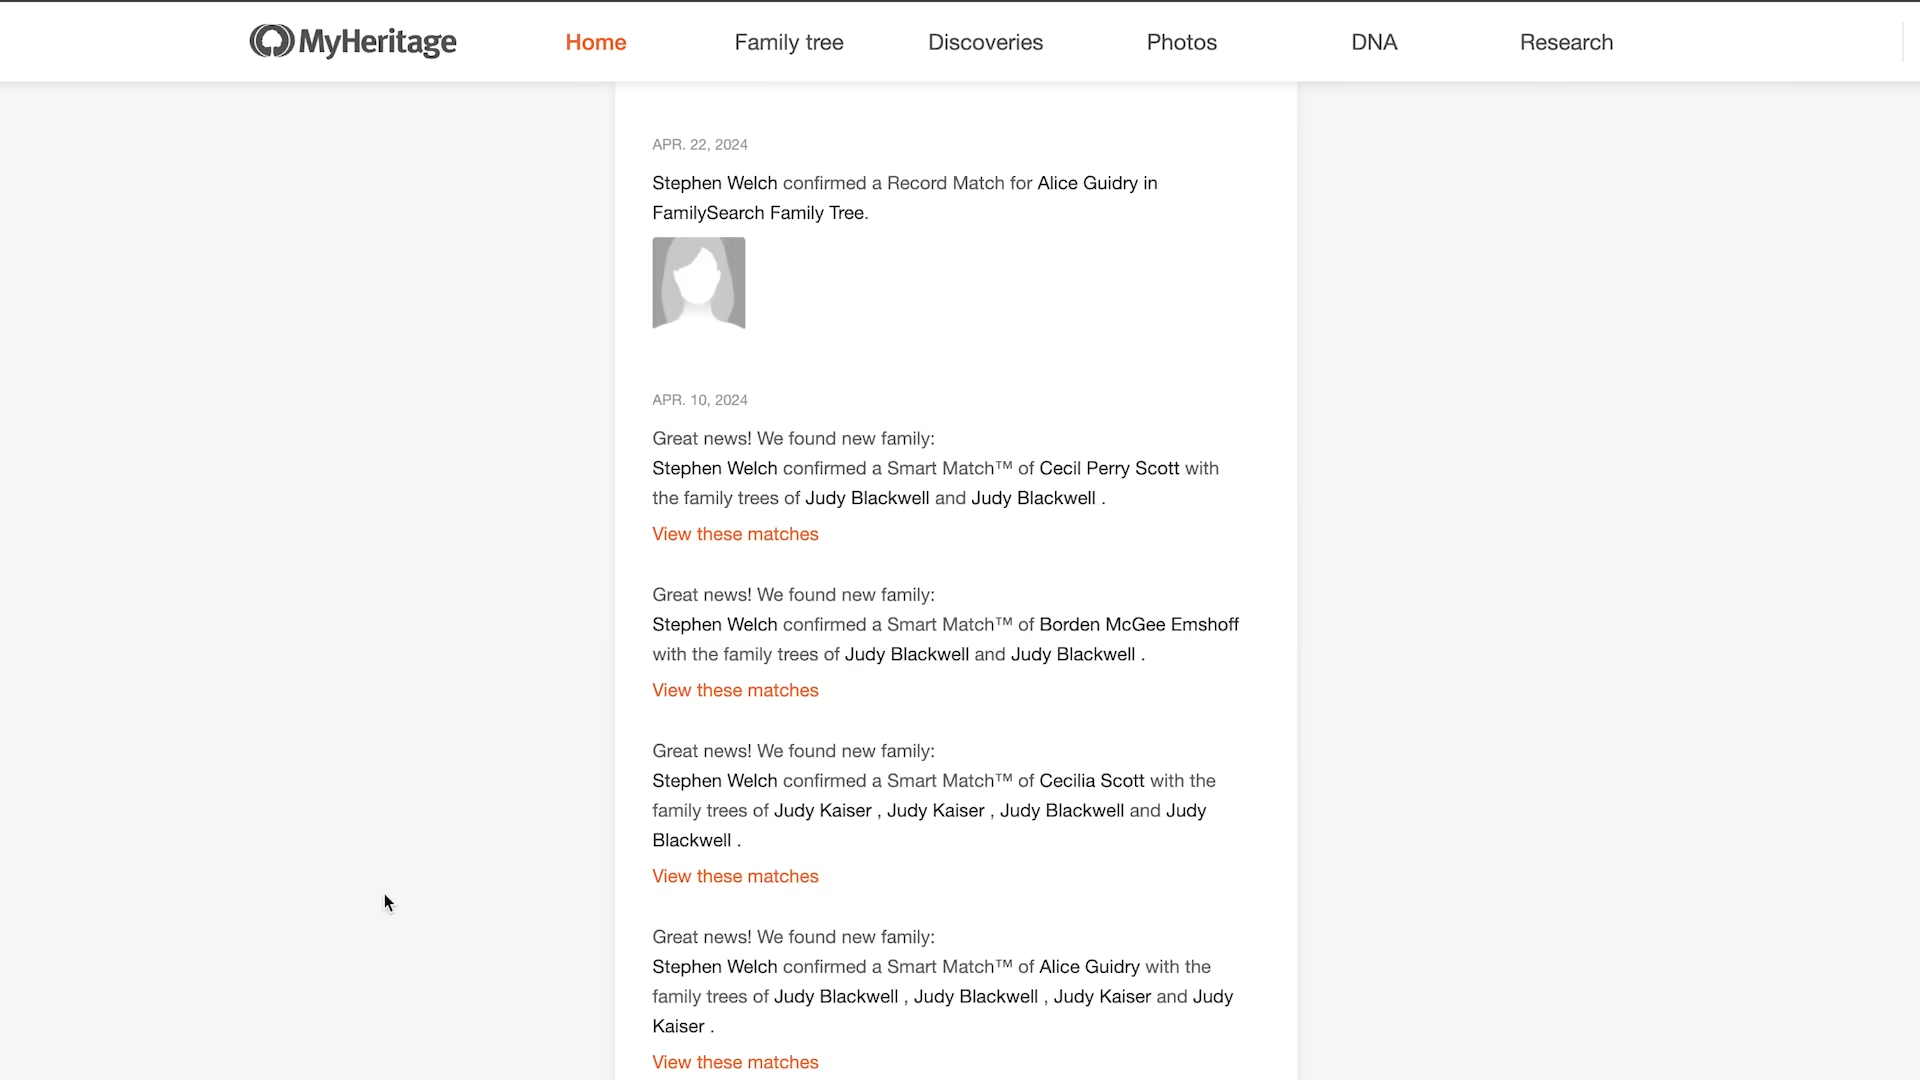 MyHeritage
Home
Family tree
Discoveries
Photos
DNA
Research
APR. 22, 2024
Stephen Welch confirmed a Record Match for Alice Guidry in
FamilySearch Family Tree.
APR. 10, 2024
Great news! We found new family:
Stephen Welch confirmed a Smart Match™ of Cecil Perry Scott with
the family trees of Judy Blackwell and Judy Blackwell .
View these matches
Great news! We found new family:
Stephen Welch confirmed a Smart Match™ of Borden McGee Emshoff
with the family trees of Judy Blackwell and Judy Blackwell .
View these matches
Great news! We found new family:
Stephen Welch confirmed a Smart Match™ of Cecilia Scott with the
family trees of Judy Kaiser , Judy Kaiser , Judy Blackwell and Judy
Blackwell .
View these matches
Great news! We found new family:
Stephen Welch confirmed a Smart Match™ of Alice Guidry with the
family trees of Judy Blackwell , Judy Blackwell , Judy Kaiser and Judy
Kaiser .
View these matches